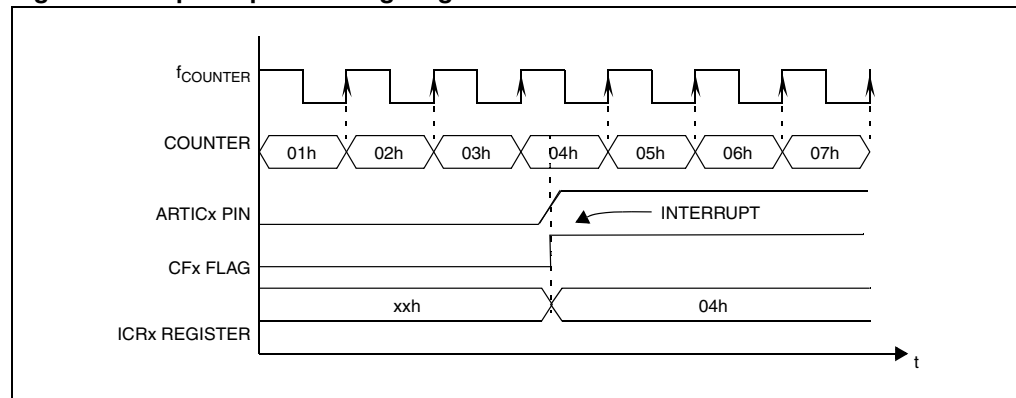 fCOUNTER
COUNTER
01h 02h 03h 04h 05h 06h 07h
ARTICx PIN
INTERRUPT
CFx FLAG
xxh 04h
ICRx REGISTER
t